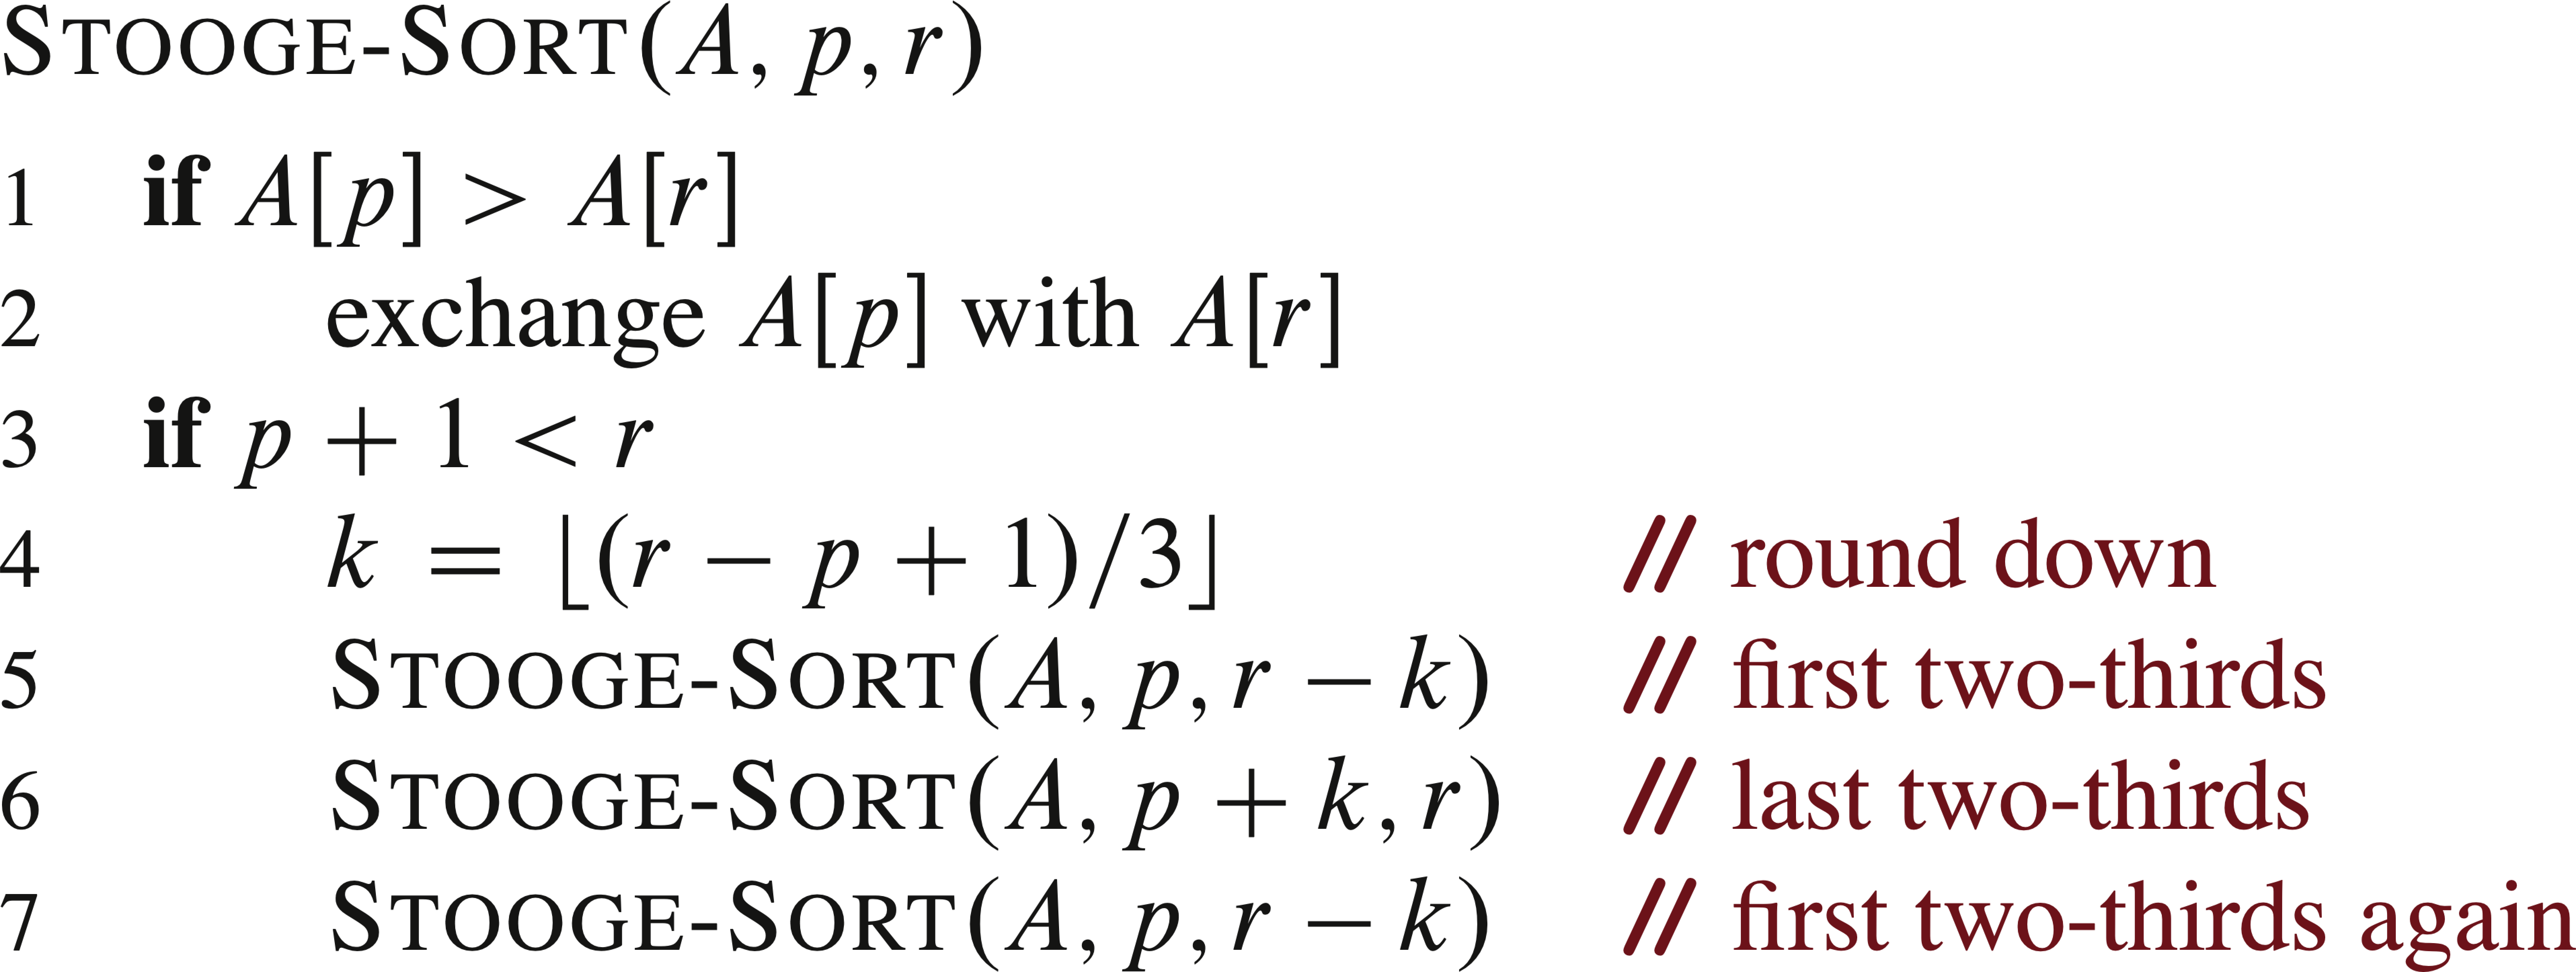 STOOGE-SORT(A, p, r)
1 if A[p] > A[r]
2 exchange A[p] with A[r]
3 if p + 1 < r
4 k = ⌊(r − p + 1)/3⌋ // round down
5 STOOGE-SORT(A, p, r − k) // first two-thirds
6 STOOGE-SORT(A, p + k, r) // last two-thirds
7 STOOGE-SORT(A, p, r − k) // first two-thirds again